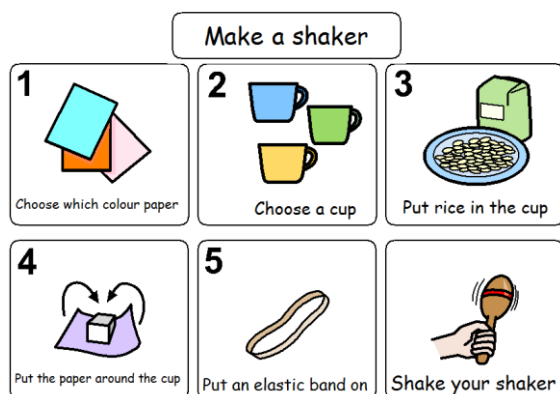 Make a shaker
1
Choose which colour paper
2
Choose a cup
3
Put rice in the cup
4
Put the paper around the cup
5
Put an elastic band on
Shake your shaker